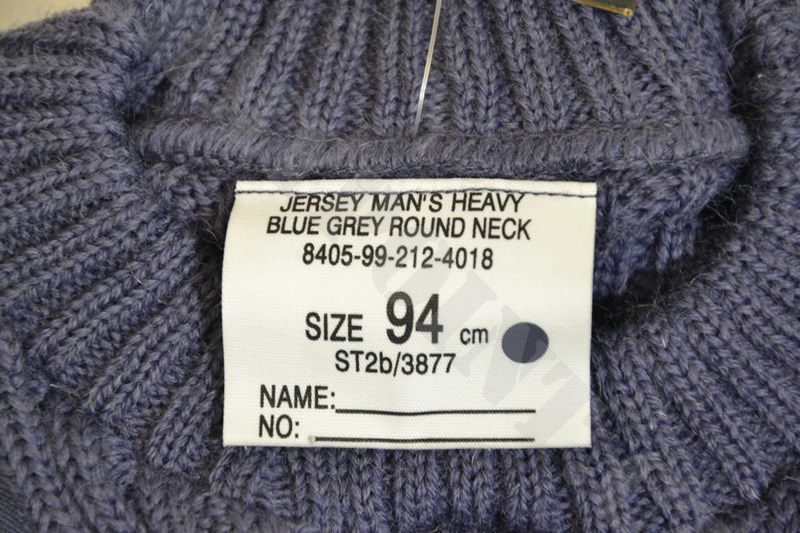 JERSEY MAN'S HEAVY
BLUE GREY ROUND NECK
8405-99-212-4018
SIZE 94 cm
ST2b/3877
NAME:
NO: